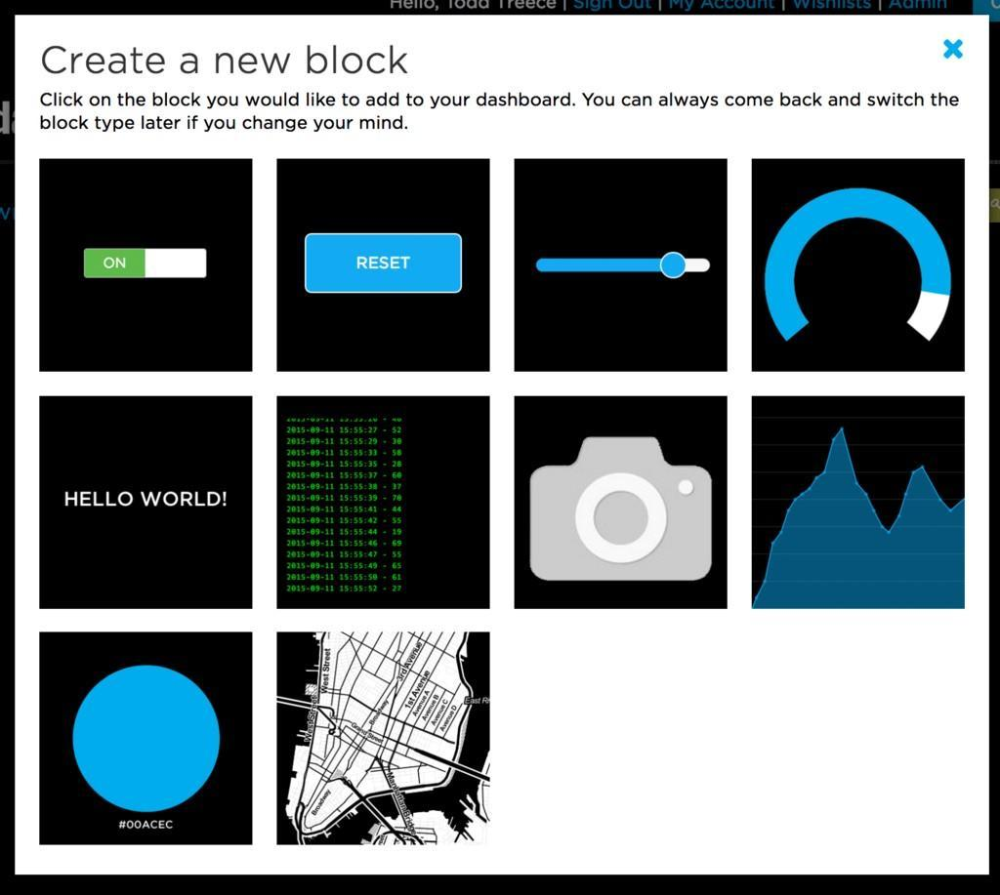 Hello, Todd Treece | Sign Out | My Account | Wishlists | Admin
Create a new block
Click on the block you would like to add to your dashboard. You can always come back and switch the
block type later if you change your mind.
ON
RESET
HELLO WORLD!
2015-09-11 15:55:27 - 52
2015-09-11 15:55:29 - 30
2015-09-11 15:55:33 - 58
2015-09-11 15:55:35 - 28
2015-09-11 15:55:37 - 60
2015-09-11 15:55:38 - 37
2015-09-11 15:55:39 - 70
2015-09-11 15:55:41 - 44
2015-09-11 15:55:42 - 55
2015-09-11 15:55:44 - 19
2015-09-11 15:55:46 - 69
2015-09-11 15:55:47 - 55
2015-09-11 15:55:49 - 65
2015-09-11 15:55:50 - 61
2015-09-11 15:55:52 - 27
#00ACEC
West Street
3rd Avenue
1st Avenue
Avenue A
Avenue B
Avenue C
Avenue D
East R
Broadway
West Street
Grand Street
Broadway
Manhattan Bridge